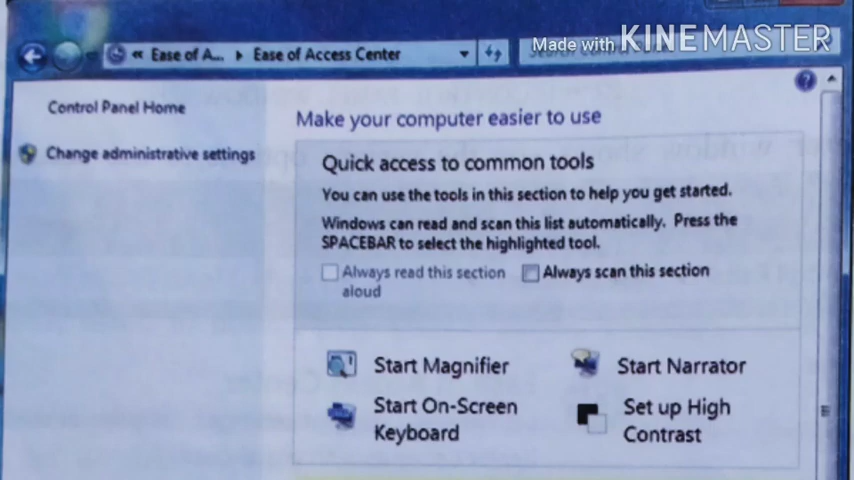 Made with KINEMASTER
« Ease of A... ▸ Ease of Access Center
Control Panel Home
Change administrative settings
Make your computer easier to use
Quick access to common tools
You can use the tools in this section to help you get started.
Windows can read and scan this list automatically. Press the
SPACEBAR to select the highlighted tool.
Always read this section
aloud
Always scan this section
Start Magnifier
Start Narrator
Start On-Screen
Keyboard
Set up High
Contrast